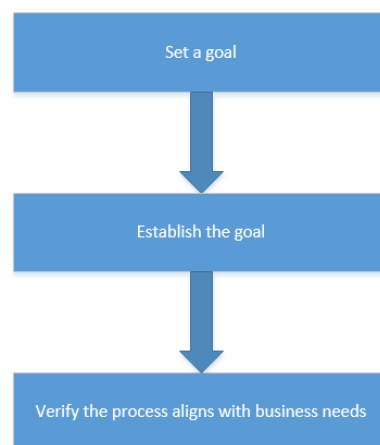 Set a goal
Establish the goal
Verify the process aligns with business needs